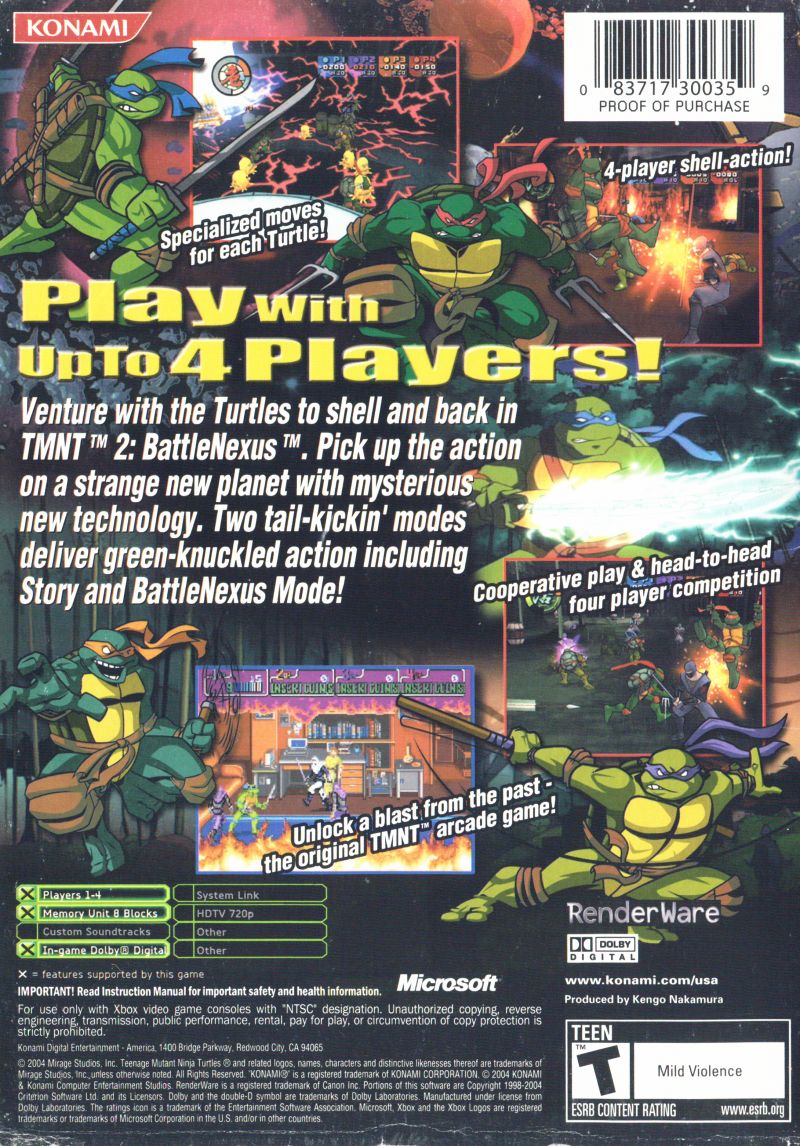 KONAMI
0 83717 30035 9
PROOF OF PURCHASE
P1 P2 P3 P4
4-player shell-action!
Specialized moves
for each Turtle!
Play With
Up To 4 Players!
Venture with the Turtles to shell and back in
TMNT™ 2: BattleNexus™. Pick up the action
on a strange new planet with mysterious
new technology. Two tail-kickin' modes
deliver green-knuckled action including
Story and BattleNexus Mode!
Cooperative play & head-to-head
four player competition
INSERT COINS INSERT COINS INSERT COINS
Unlock a blast from the past -
the original TMNT™ arcade game!
Players 1-4
System Link
Memory Unit 8 Blocks
HDTV 720p
Custom Soundtracks
Other
In-game Dolby® Digital
Other
X = features supported by this game
IMPORTANT! Read Instruction Manual for important safety and health information.
Microsoft®
RenderWare
DOLBY
DIGITAL
www.konami.com/usa
Produced by Kengo Nakamura
For use only with Xbox video game consoles with "NTSC" designation. Unauthorized copying, reverse
engineering, transmission, public performance, rental, pay for play, or circumvention of copy protection is
strictly prohibited.
Konami Digital Entertainment - America, 1400 Bridge Parkway, Redwood City, CA 94065
© 2004 Mirage Studios, Inc. Teenage Mutant Ninja Turtles ® and related logos, names, characters and distinctive likenesses thereof are trademarks of
Mirage Studios, Inc.,unless otherwise noted. All Rights Reserved. "KONAMI® is a registered trademark of KONAMI CORPORATION. © 2004 KONAMI
& Konami Computer Entertainment Studios. RenderWare is a registered trademark of Canon Inc. Portions of this software are Copyright 1998-2004
Criterion Software Ltd. and its Licensors. Dolby and the double-D symbol are trademarks of Dolby Laboratories. Manufactured under license from
Dolby Laboratories. The ratings icon is a trademark of the Entertainment Software Association. Microsoft, Xbox and the Xbox Logos are registered
trademarks or trademarks of Microsoft Corporation in the U.S. and/or in other countries.
TEEN
T™
Mild Violence
ESRB CONTENT RATING www.esrb.org